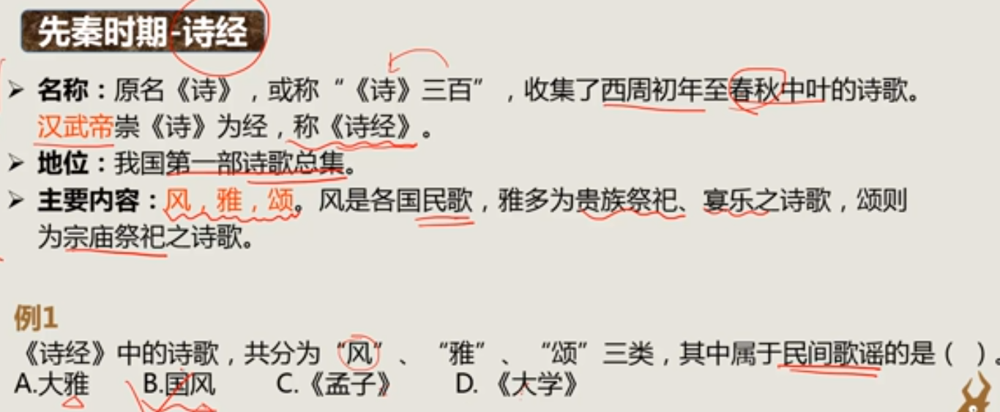 先秦时期-诗经
➢ 名称：原名《诗》，或称“《诗》三百”，收集了西周初年至春秋中叶的诗歌。
汉武帝崇《诗》为经，称《诗经》。
➢ 地位：我国第一部诗歌总集。
➢ 主要内容：风，雅，颂。风是各国民歌，雅多为贵族祭祀、宴乐之诗歌，颂则
为宗庙祭祀之诗歌。
例1
《诗经》中的诗歌，共分为“风”、“雅”、“颂”三类，其中属于民间歌谣的是（ ）。
A.大雅 B.国风 C.《孟子》 D.《大学》